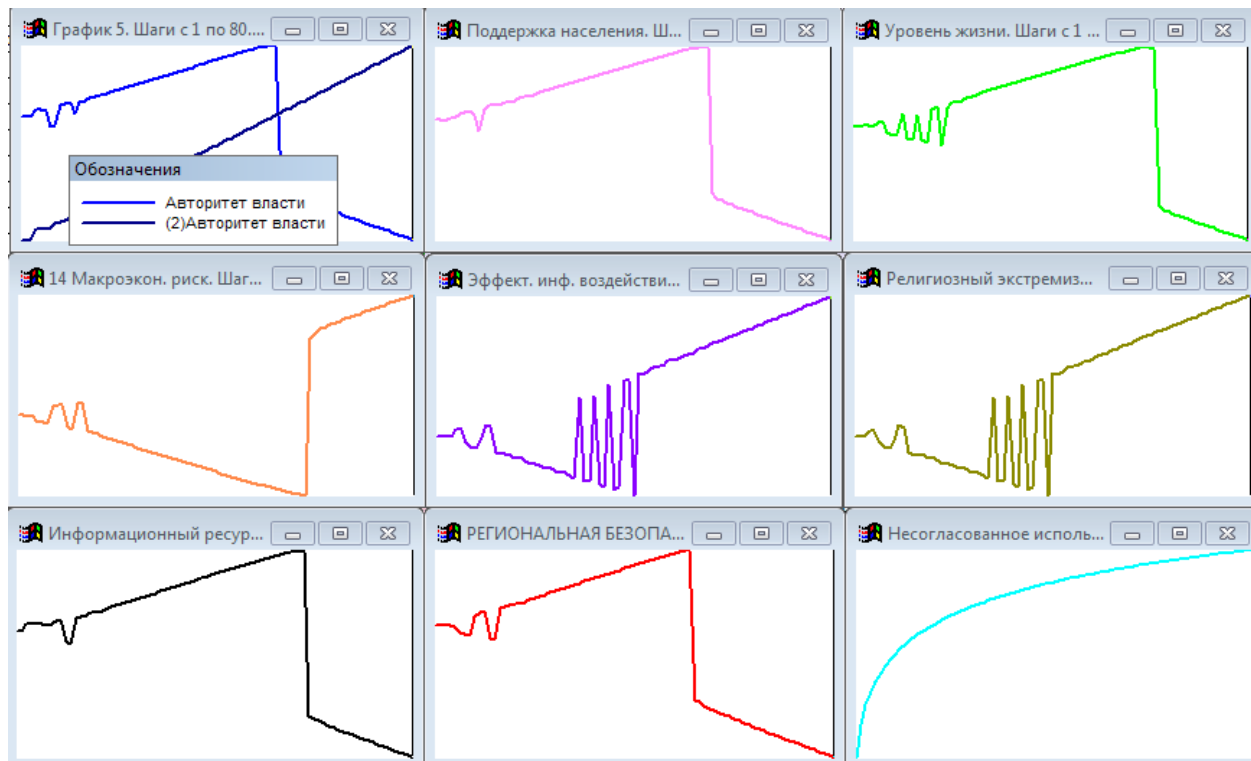 График 5. Шаги с 1 по 80....
Поддержка населения. Ш...
Уровень жизни. Шаги с 1 ...
Обозначения
Авторитет власти
(2)Авторитет власти
14 Макроэкон. риск. Шаг...
Эффект. инф. воздействи...
Религиозный экстремиз...
Информационный ресур...
РЕГИОНАЛЬНАЯ БЕЗОПА...
Несогласованное исполь...